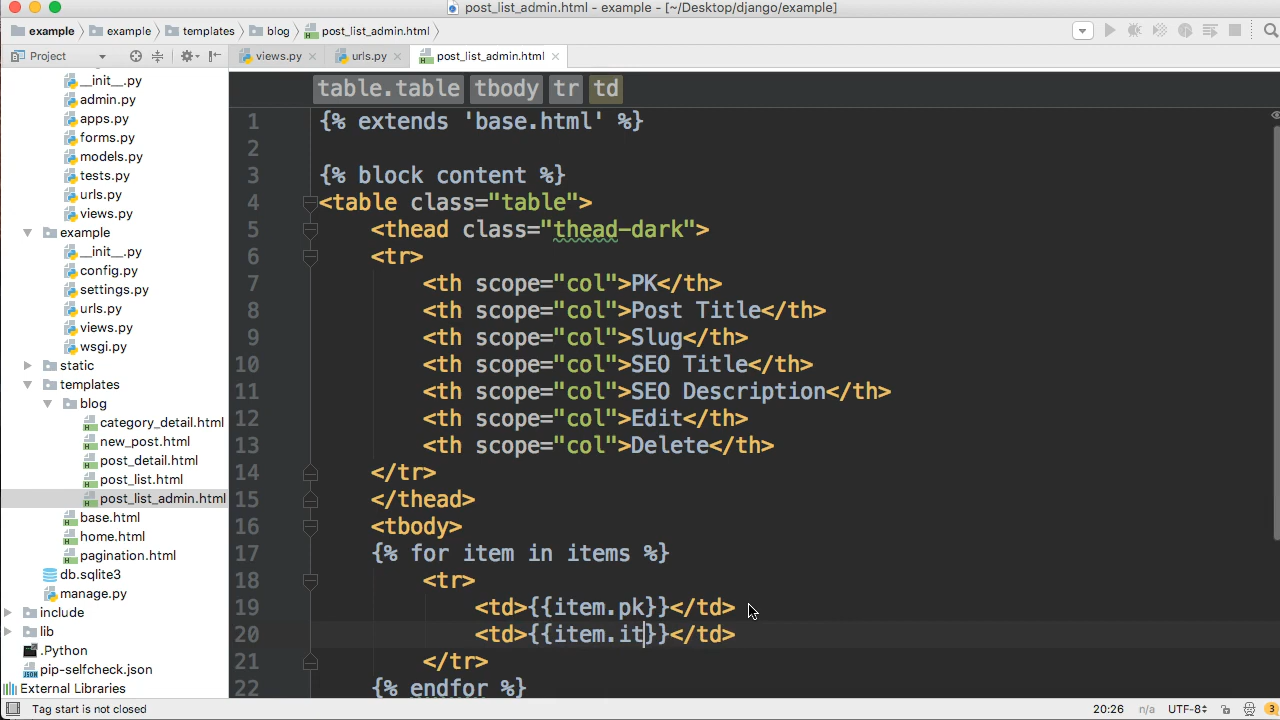 post_list_admin.html - example - [~/Desktop/django/example]
example example templates blog post_list_admin.html
Project views.py urls.py post_list_admin.html
table.table tbody tr td
__init__.py
admin.py
apps.py
forms.py
models.py
tests.py
urls.py
views.py
example
__init__.py
config.py
settings.py
urls.py
views.py
wsgi.py
static
templates
blog
category_detail.html
new_post.html
post_detail.html
post_list.html
post_list_admin.html
base.html
home.html
pagination.html
db.sqlite3
manage.py
include
lib
.Python
pip-selfcheck.json
External Libraries
1 {% extends 'base.html' %}
2
3 {% block content %}
4 <table class="table">
5 <thead class="thead-dark">
6 <tr>
7 <th scope="col">PK</th>
8 <th scope="col">Post Title</th>
9 <th scope="col">Slug</th>
10 <th scope="col">SEO Title</th>
11 <th scope="col">SEO Description</th>
12 <th scope="col">Edit</th>
13 <th scope="col">Delete</th>
14 </tr>
15 </thead>
16 <tbody>
17 {% for item in items %}
18 <tr>
19 <td>{{item.pk}}</td>
20 <td>{{item.it}}</td>
21 </tr>
22 {% endfor %}
Tag start is not closed 20:26 n/a UTF-8 3